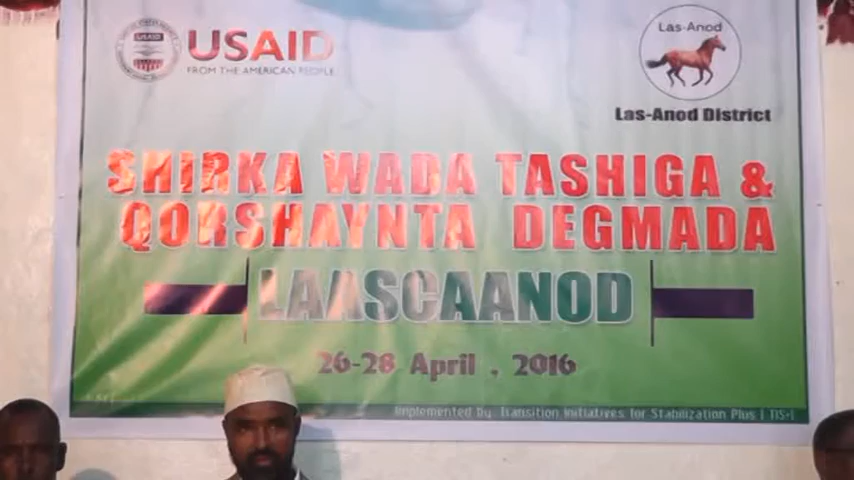 USAID
FROM THE AMERICAN PEOPLE
Las-Anod
Las-Anod District
SHIRKA WADA TASHIGA &
QORSHAYNTA DEGMADA
LAASCAANOD
26-28 April , 2016
Implemented by Transition Initiatives for Stabilization Plus